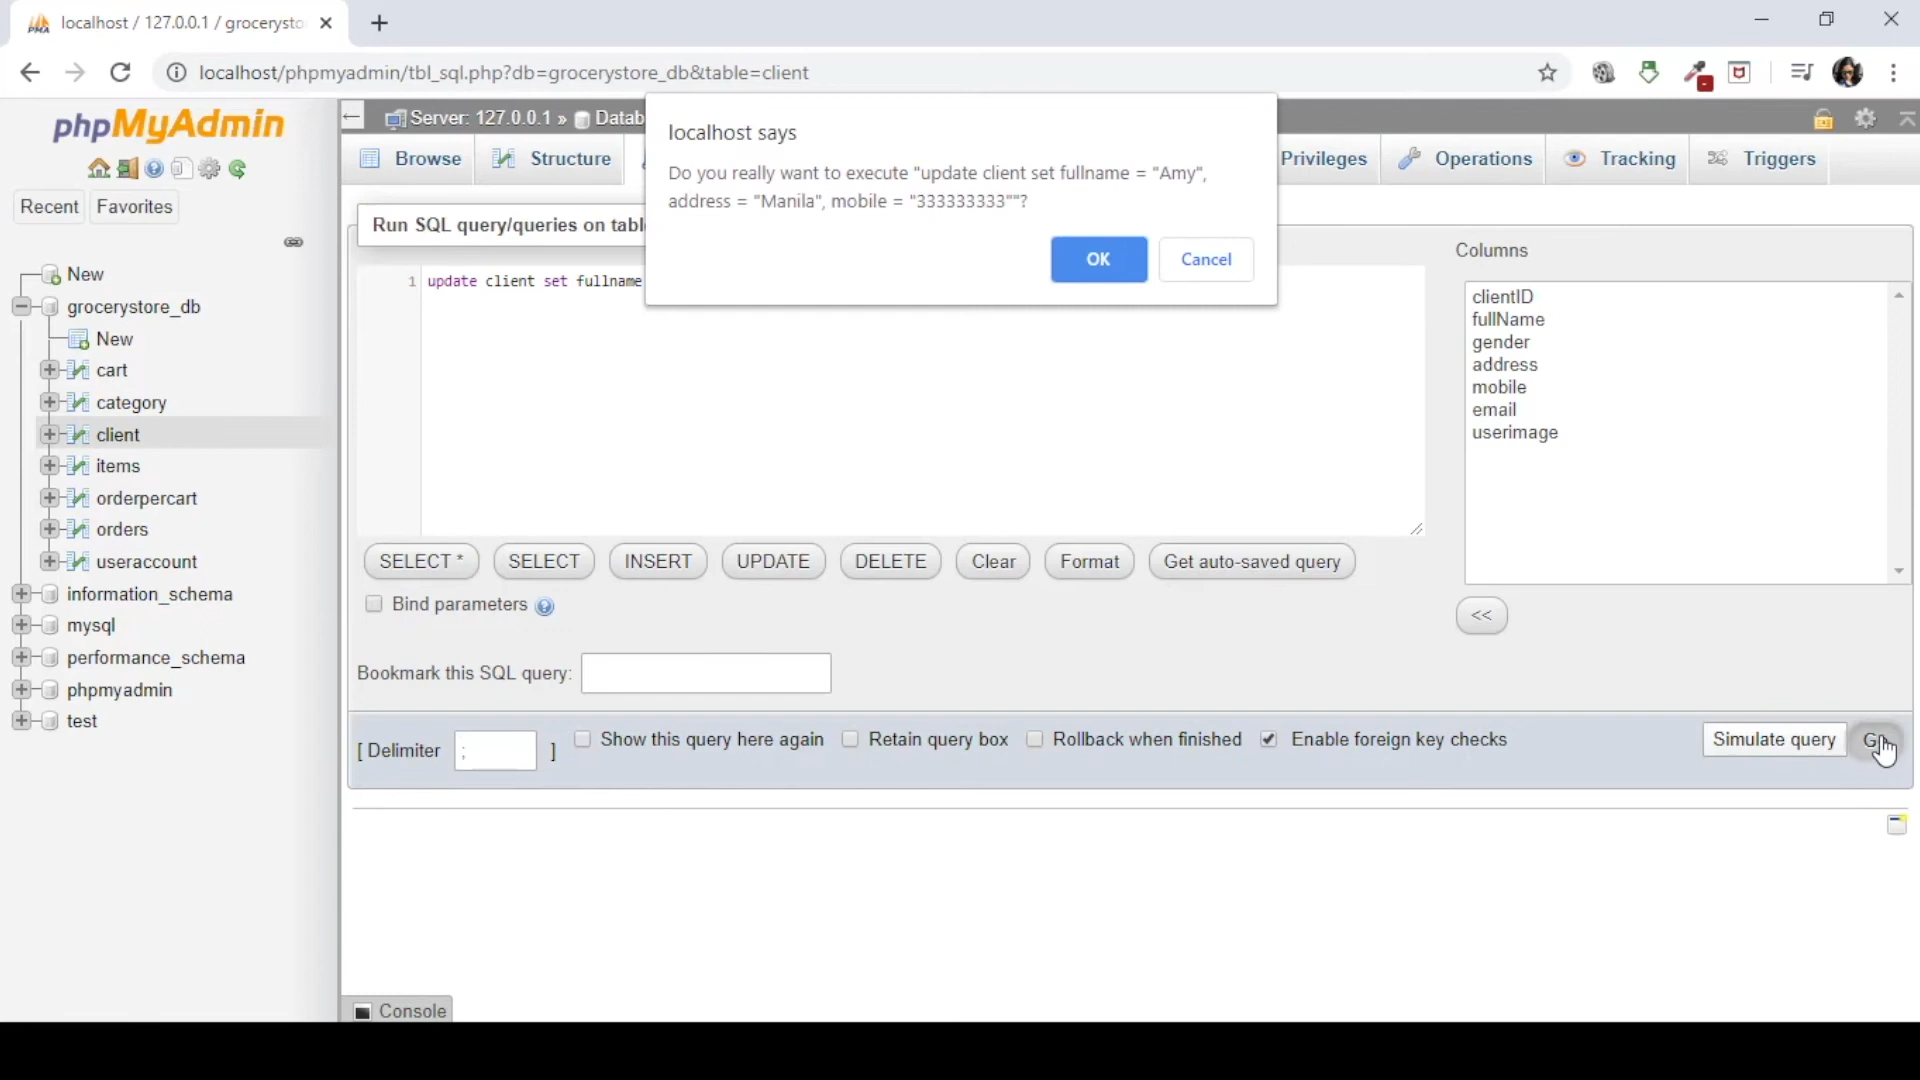 localhost / 127.0.0.1 / grocerysto
localhost/phpmyadmin/tbl_sql.php?db=grocerystore_db&table=client
phpMyAdmin
Recent
Favorites
New
grocerystore_db
New
cart
category
client
items
orderpercart
orders
useraccount
information_schema
mysql
performance_schema
phpmyadmin
test
Server: 127.0.0.1 » Datab
Browse
Structure
Privileges
Operations
Tracking
Triggers
localhost says
Do you really want to execute "update client set fullname = "Amy",
address = "Manila", mobile = "333333333""?
OK
Cancel
Run SQL query/queries on tabl
1 update client set fullname
Columns
clientID
fullName
gender
address
mobile
email
userimage
<<
SELECT *
SELECT
INSERT
UPDATE
DELETE
Clear
Format
Get auto-saved query
Bind parameters
Bookmark this SQL query:
[ Delimiter ; ]
Show this query here again
Retain query box
Rollback when finished
Enable foreign key checks
Simulate query
Console